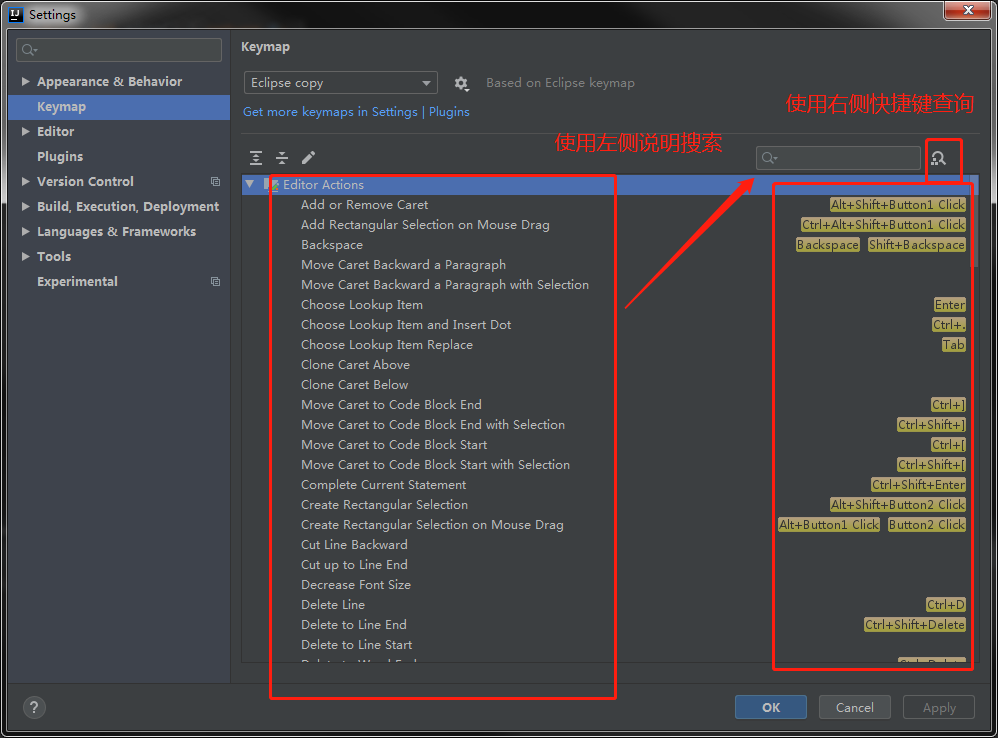 Settings
Keymap
Eclipse copy
Based on Eclipse keymap
Get more keymaps in Settings | Plugins
使用右侧快捷键查询
使用左侧说明搜索
Appearance & Behavior
Keymap
Editor
Plugins
Version Control
Build, Execution, Deployment
Languages & Frameworks
Tools
Experimental
Editor Actions
Add or Remove Caret Alt+Shift+Button1 Click
Add Rectangular Selection on Mouse Drag Ctrl+Alt+Shift+Button1 Click
Backspace Backspace Shift+Backspace
Move Caret Backward a Paragraph
Move Caret Backward a Paragraph with Selection
Choose Lookup Item Enter
Choose Lookup Item and Insert Dot Ctrl+.
Choose Lookup Item Replace Tab
Clone Caret Above
Clone Caret Below
Move Caret to Code Block End Ctrl+]
Move Caret to Code Block End with Selection Ctrl+Shift+]
Move Caret to Code Block Start Ctrl+[
Move Caret to Code Block Start with Selection Ctrl+Shift+[
Complete Current Statement Ctrl+Shift+Enter
Create Rectangular Selection Alt+Shift+Button2 Click
Create Rectangular Selection on Mouse Drag Alt+Button1 Click Button2 Click
Cut Line Backward
Cut up to Line End
Decrease Font Size
Delete Line Ctrl+D
Delete to Line End Ctrl+Shift+Delete
Delete to Line Start
?
OK
Cancel
Apply